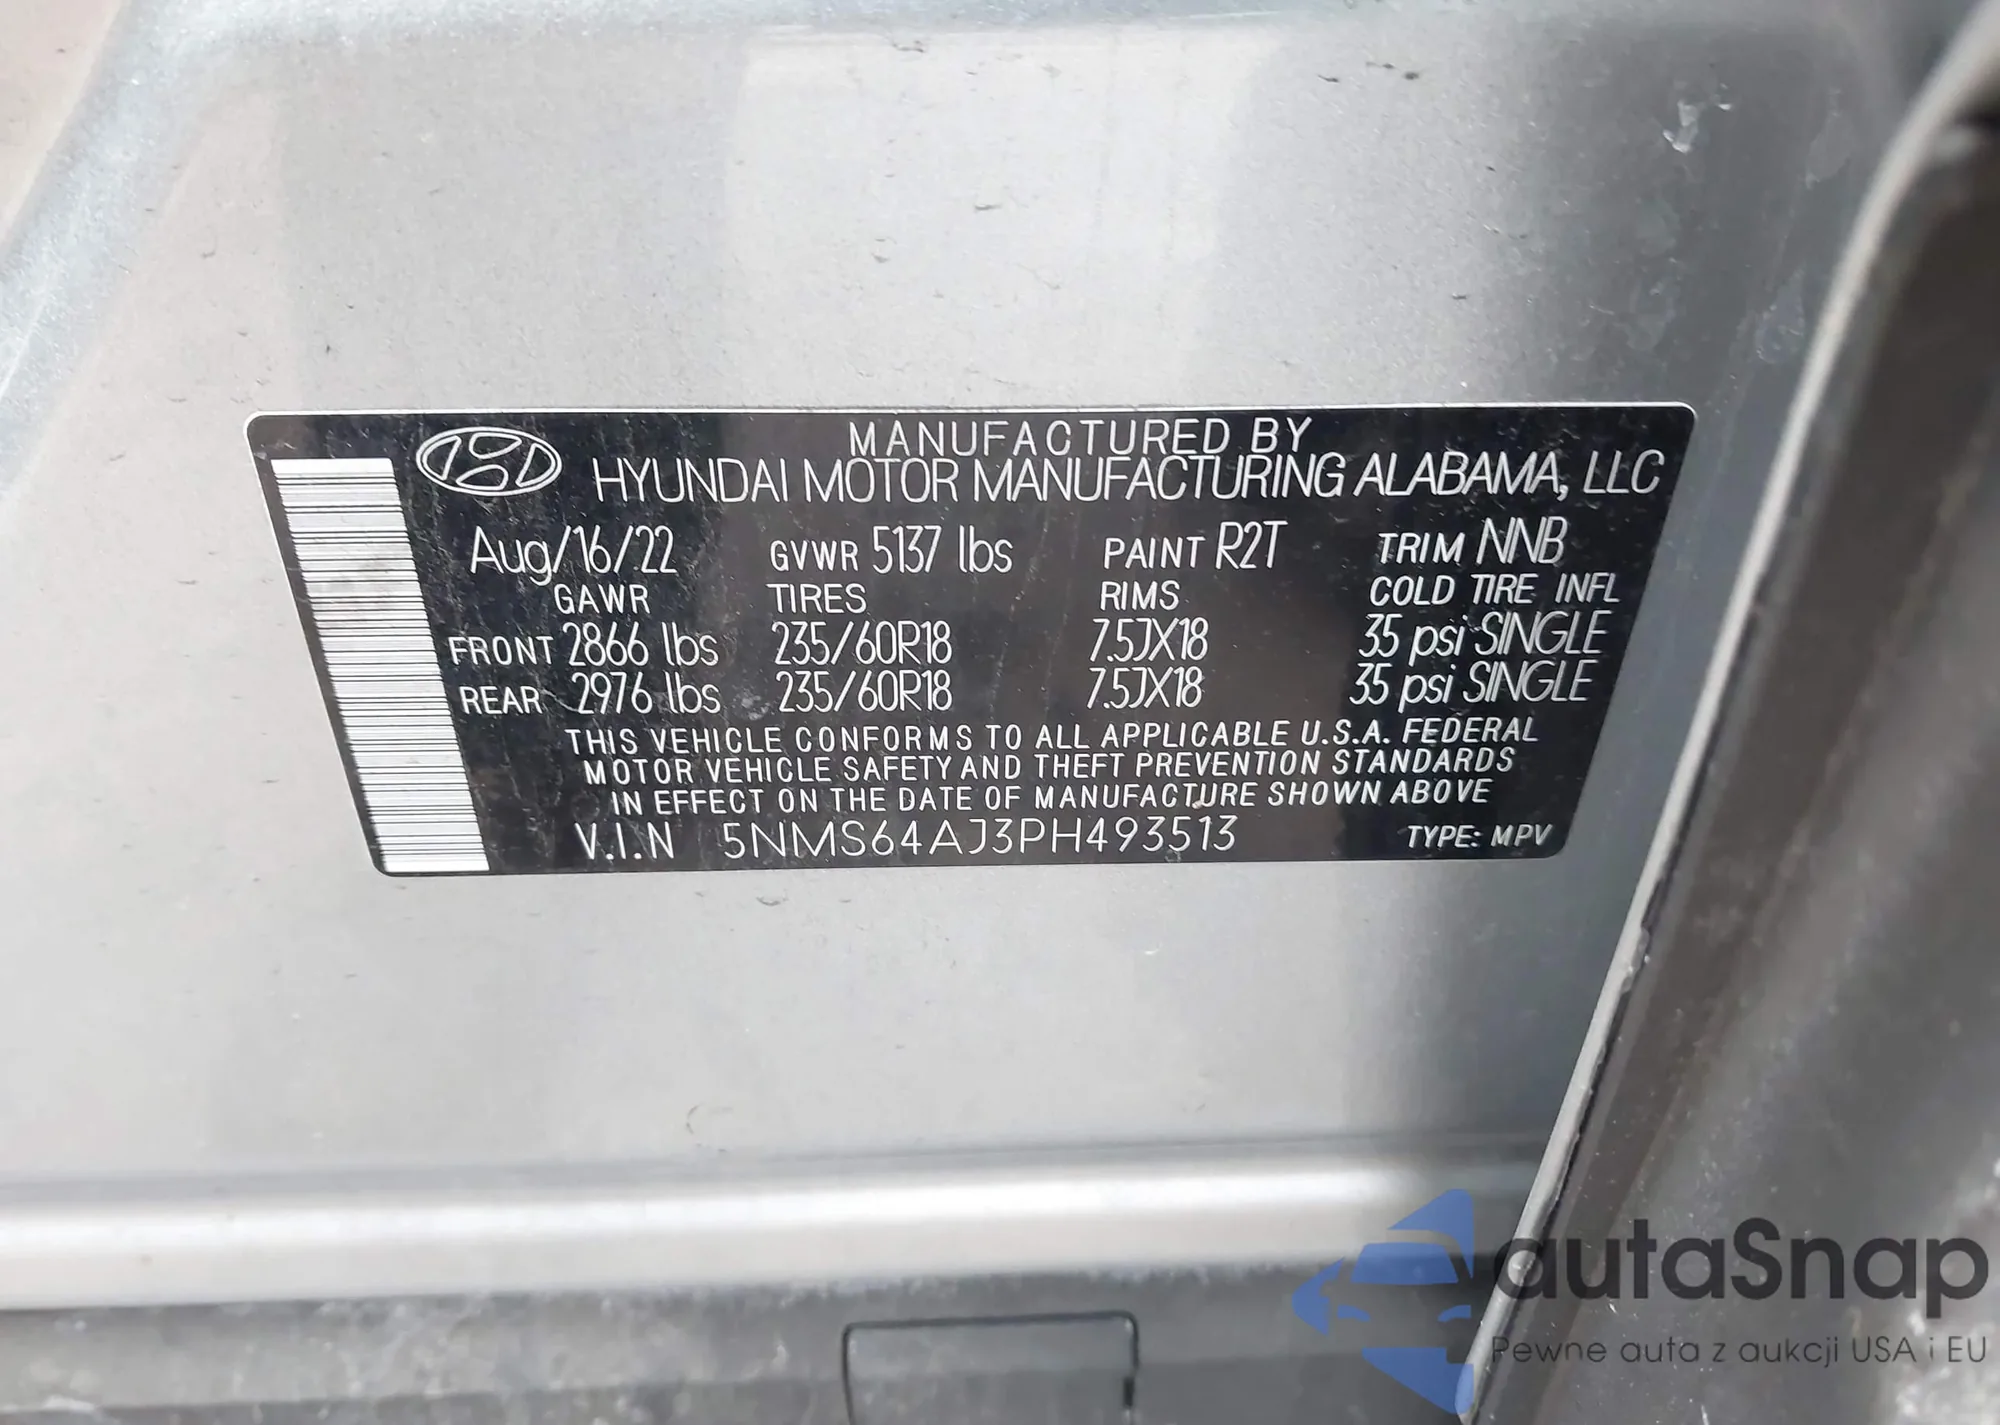 MANUFACTURED BY
HYUNDAI MOTOR MANUFACTURING ALABAMA, LLC
Aug/16/22 GVWR 5137 lbs PAINT R2T TRIM NNB
GAWR TIRES RIMS COLD TIRE INFL
FRONT 2866 lbs 235/60R18 7.5JX18 35 psi SINGLE
REAR 2976 lbs 235/60R18 7.5JX18 35 psi SINGLE
THIS VEHICLE CONFORMS TO ALL APPLICABLE U.S.A. FEDERAL
MOTOR VEHICLE SAFETY AND THEFT PREVENTION STANDARDS
IN EFFECT ON THE DATE OF MANUFACTURE SHOWN ABOVE
V.I.N 5NMS64AJ3PH493513 TYPE: MPV
autaSnap
Pewne auta z aukcji USA i EU